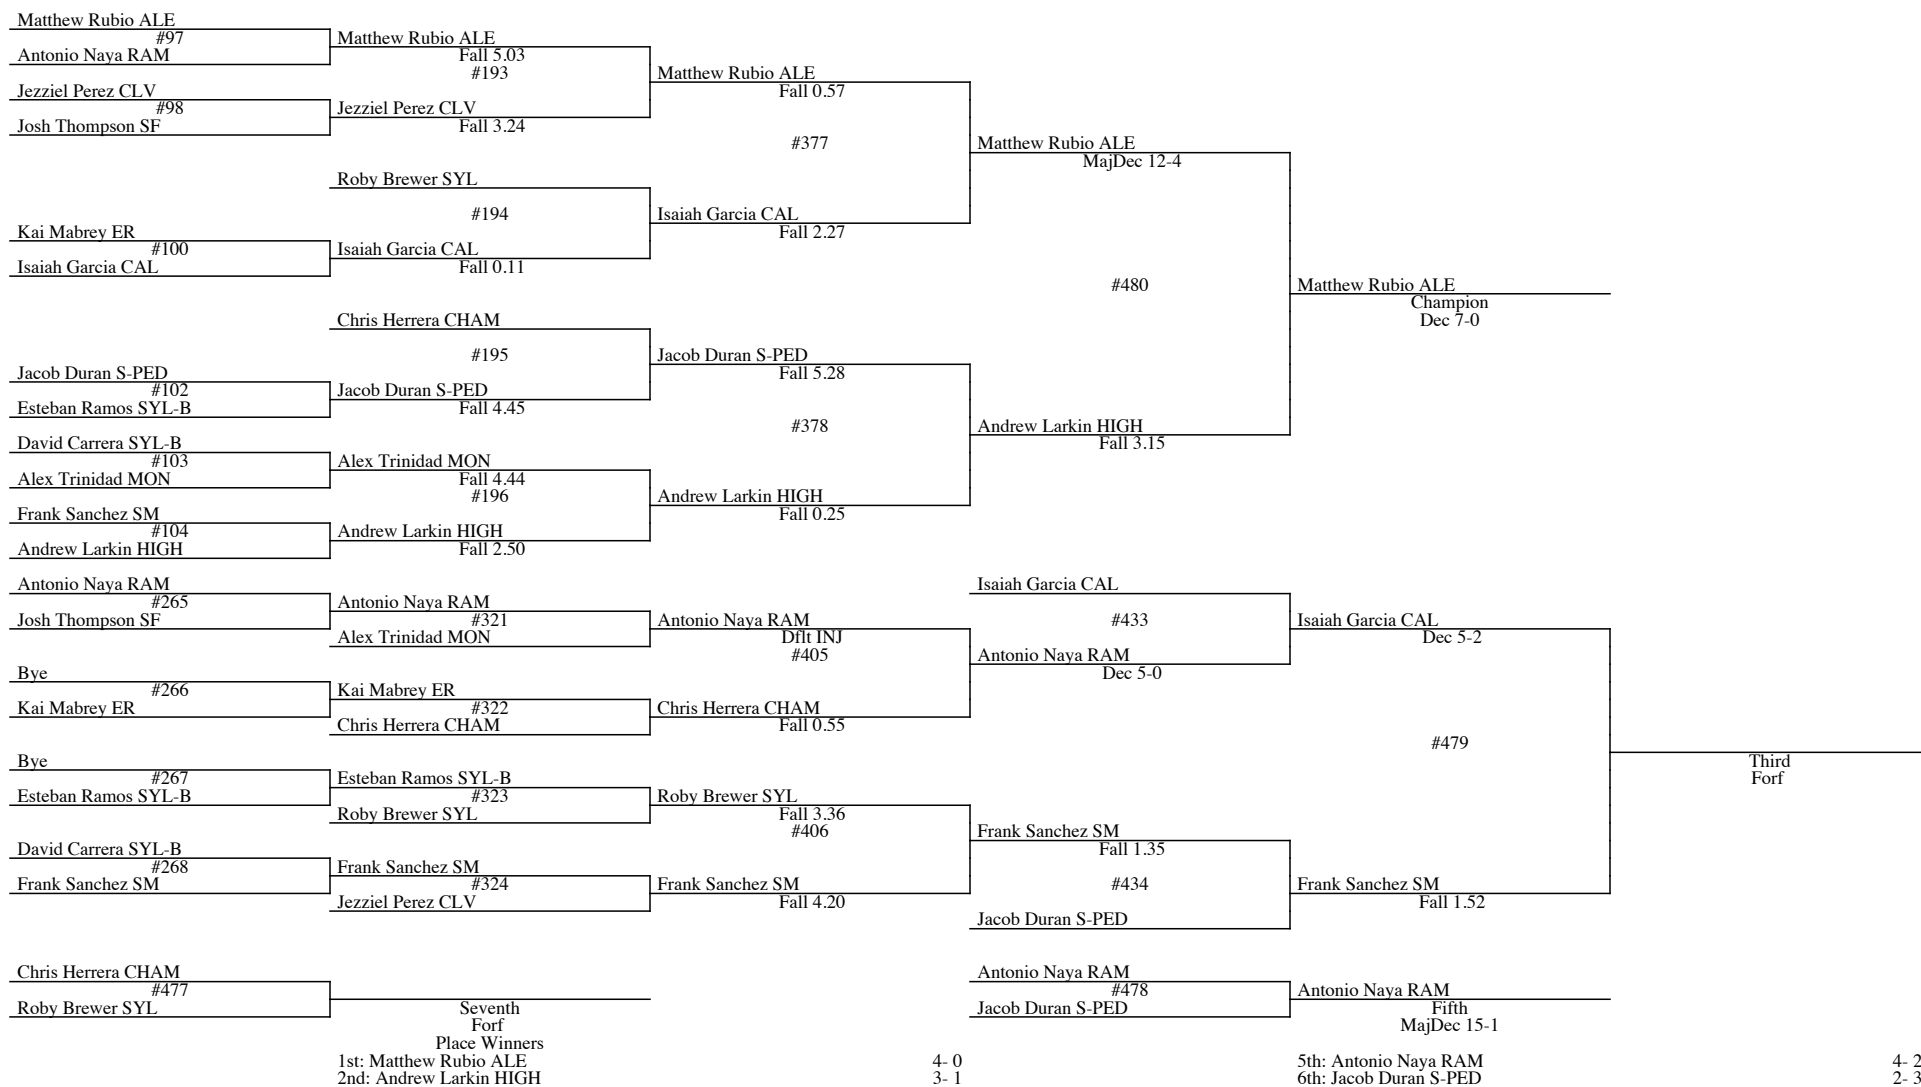 Matthew Rubio ALE
#97
Antonio Naya RAM
Matthew Rubio ALE
Fall 5.03
#193
Jezziel Perez CLV
#98
Josh Thompson SF
Jezziel Perez CLV
Fall 3.24
Matthew Rubio ALE
Fall 0.57
#377
Roby Brewer SYL
#194
Kai Mabrey ER
#100
Isaiah Garcia CAL
Isaiah Garcia CAL
Fall 0.11
Isaiah Garcia CAL
Fall 2.27
Matthew Rubio ALE
MajDec 12-4
#480
Matthew Rubio ALE
Champion
Dec 7-0
Chris Herrera CHAM
#195
Jacob Duran S-PED
#102
Esteban Ramos SYL-B
Jacob Duran S-PED
Fall 4.45
Jacob Duran S-PED
Fall 5.28
#378
David Carrera SYL-B
#103
Alex Trinidad MON
Alex Trinidad MON
Fall 4.44
#196
Frank Sanchez SM
#104
Andrew Larkin HIGH
Andrew Larkin HIGH
Fall 2.50
Andrew Larkin HIGH
Fall 0.25
Andrew Larkin HIGH
Fall 3.15
Antonio Naya RAM
#265
Josh Thompson SF
Antonio Naya RAM
#321
Alex Trinidad MON
Antonio Naya RAM
Dflt INJ
#405
Bye
#266
Kai Mabrey ER
Kai Mabrey ER
#322
Chris Herrera CHAM
Chris Herrera CHAM
Fall 0.55
Isaiah Garcia CAL
#433
Antonio Naya RAM
Dec 5-0
Isaiah Garcia CAL
Dec 5-2
#479
Third
Forf
Bye
#267
Esteban Ramos SYL-B
Esteban Ramos SYL-B
#323
Roby Brewer SYL
Roby Brewer SYL
Fall 3.36
#406
David Carrera SYL-B
#268
Frank Sanchez SM
Frank Sanchez SM
#324
Jezziel Perez CLV
Frank Sanchez SM
Fall 4.20
Frank Sanchez SM
Fall 1.35
#434
Jacob Duran S-PED
Frank Sanchez SM
Fall 1.52
Chris Herrera CHAM
#477
Roby Brewer SYL
Seventh
Forf
Antonio Naya RAM
#478
Jacob Duran S-PED
Antonio Naya RAM
Fifth
MajDec 15-1
Place Winners
1st: Matthew Rubio ALE 4- 0
2nd: Andrew Larkin HIGH 3- 1
5th: Antonio Naya RAM 4- 2
6th: Jacob Duran S-PED 2- 3